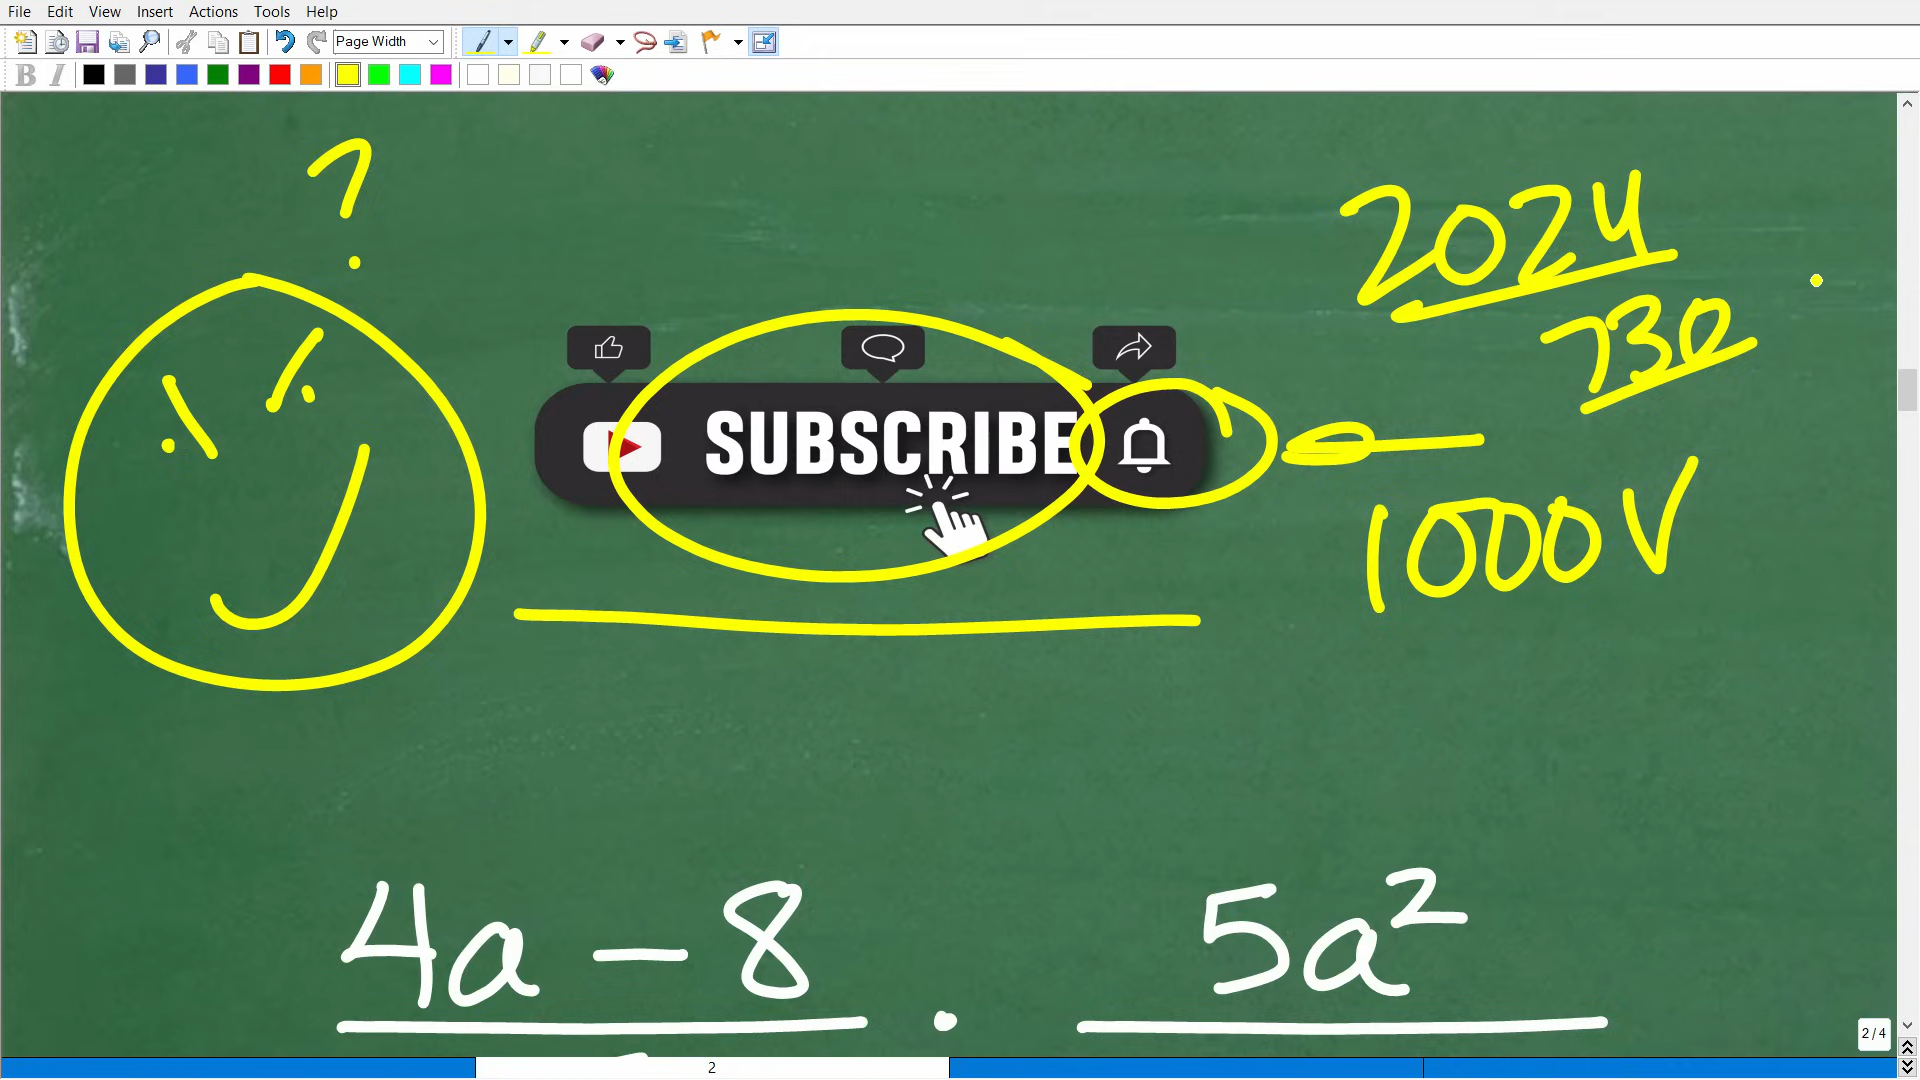 File Edit View Insert Actions Tools Help
Page Width
B I
?
2024
730
SUBSCRIBE
1000 V
4a – 8 · 5a²
2 / 4
2